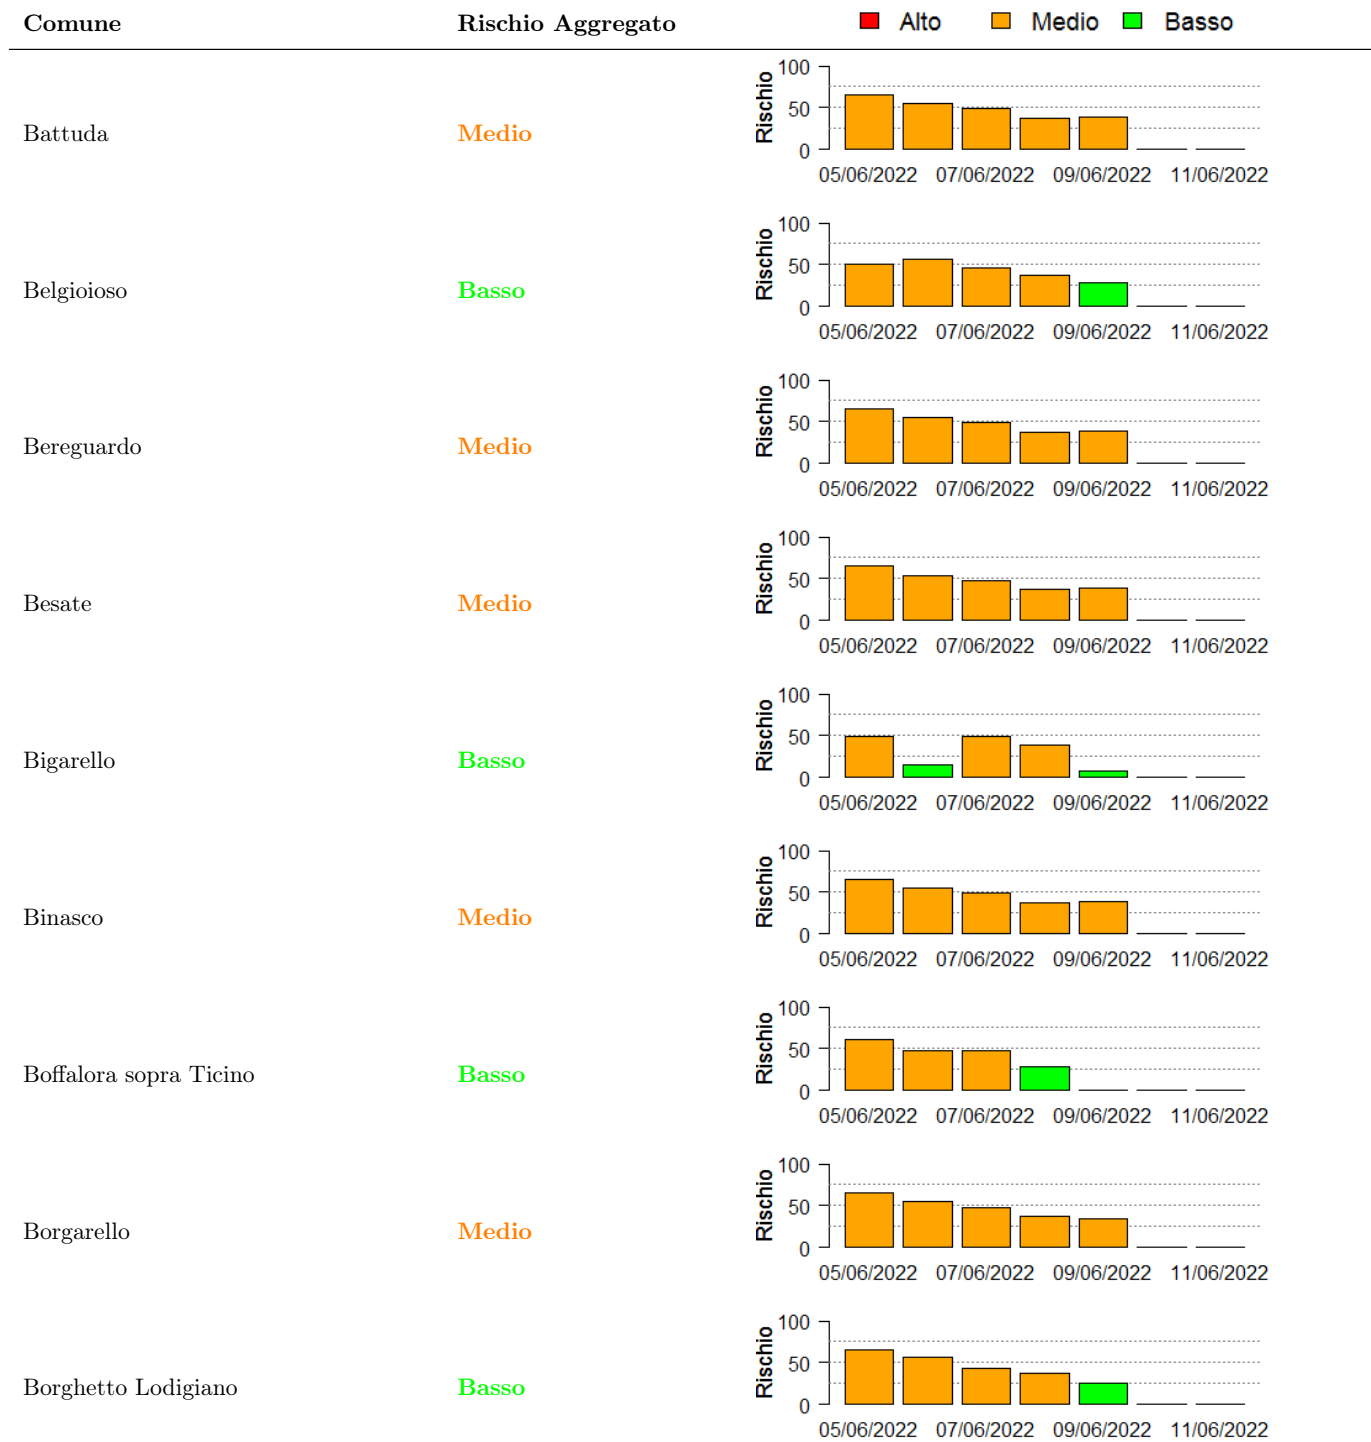 Comune Rischio Aggregato Alto Medio Basso
100
50
0
Rischio
Battuda Medio
05/06/2022 07/06/2022 09/06/2022 11/06/2022
100
50
0
Rischio
Belgioioso Basso
05/06/2022 07/06/2022 09/06/2022 11/06/2022
100
50
0
Rischio
Bereguardo Medio
05/06/2022 07/06/2022 09/06/2022 11/06/2022
100
50
0
Rischio
Besate Medio
05/06/2022 07/06/2022 09/06/2022 11/06/2022
100
50
0
Rischio
Bigarello Basso
05/06/2022 07/06/2022 09/06/2022 11/06/2022
100
50
0
Rischio
Binasco Medio
05/06/2022 07/06/2022 09/06/2022 11/06/2022
100
50
0
Rischio
Boffalora sopra Ticino Basso
05/06/2022 07/06/2022 09/06/2022 11/06/2022
100
50
0
Rischio
Borgarello Medio
05/06/2022 07/06/2022 09/06/2022 11/06/2022
100
50
0
Rischio
Borghetto Lodigiano Basso
05/06/2022 07/06/2022 09/06/2022 11/06/2022